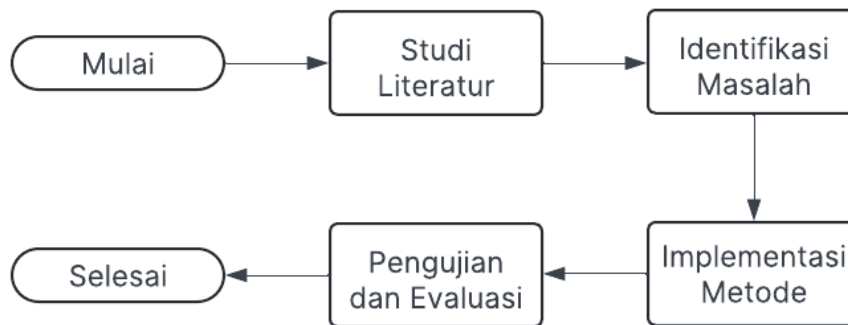 Mulai
Studi
Literatur
Identifikasi
Masalah
Implementasi
Metode
Pengujian
dan Evaluasi
Selesai